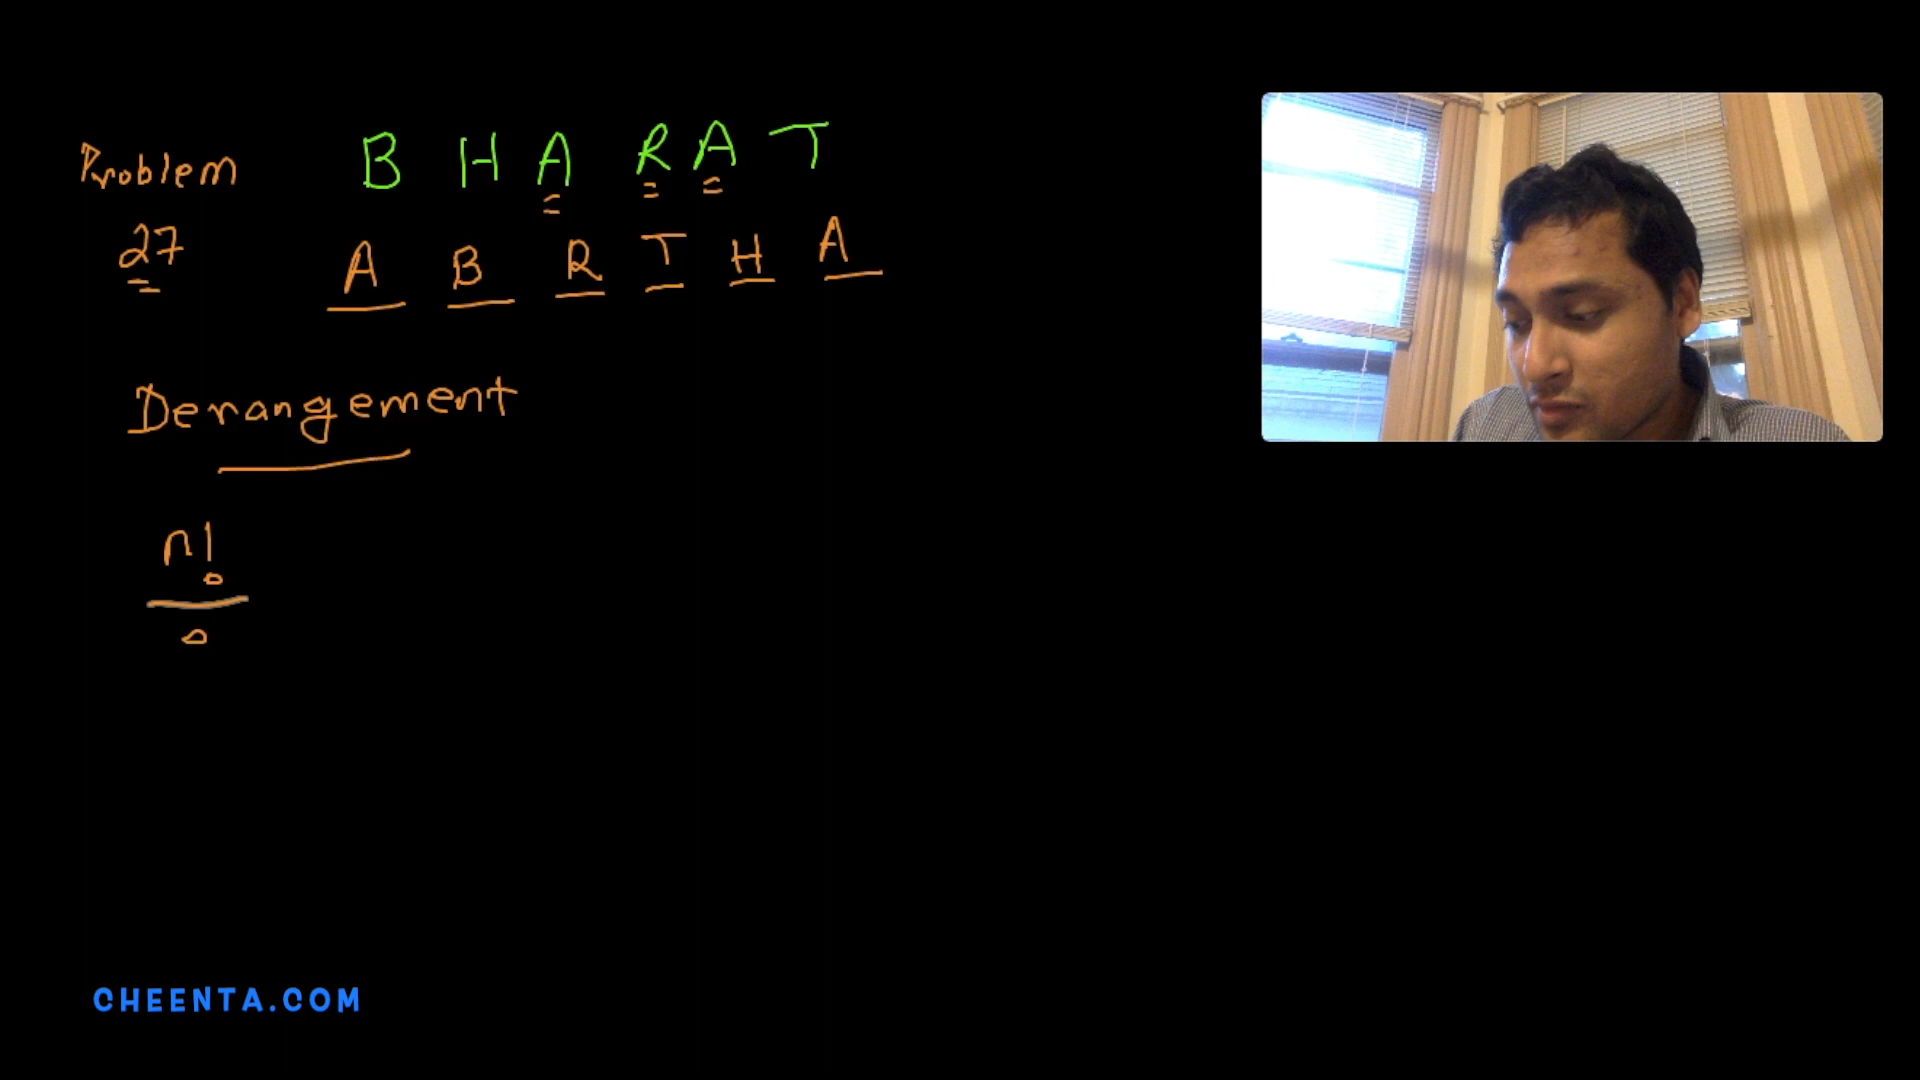 Problem
27
B H A R A T
A B R T H A
Derangement
n!
CHEENTA.COM